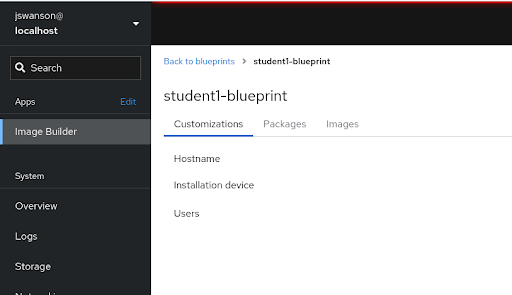 jswanson@
localhost
Search
Apps
Edit
Image Builder
System
Overview
Logs
Storage
Back to blueprints > student1-blueprint
student1-blueprint
Customizations Packages Images
Hostname
Installation device
Users